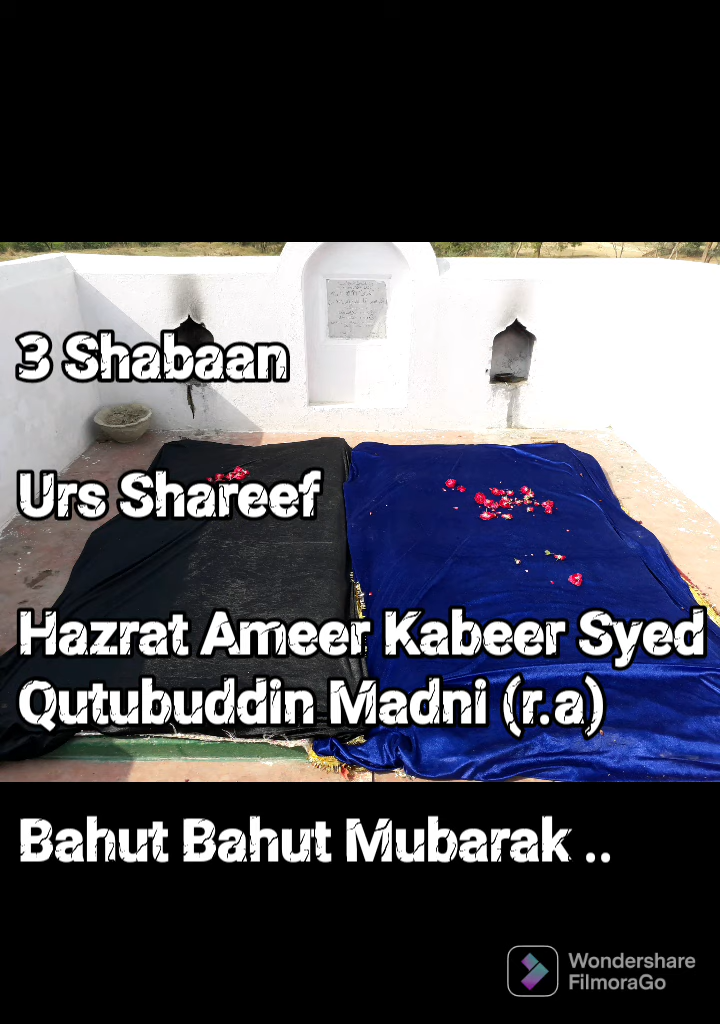 3 Shabaan
Urs Shareef
Hazrat Ameer Kabeer Syed
Qutubuddin Madni (r.a)
Bahut Bahut Mubarak ..
Wondershare
FilmoraGo